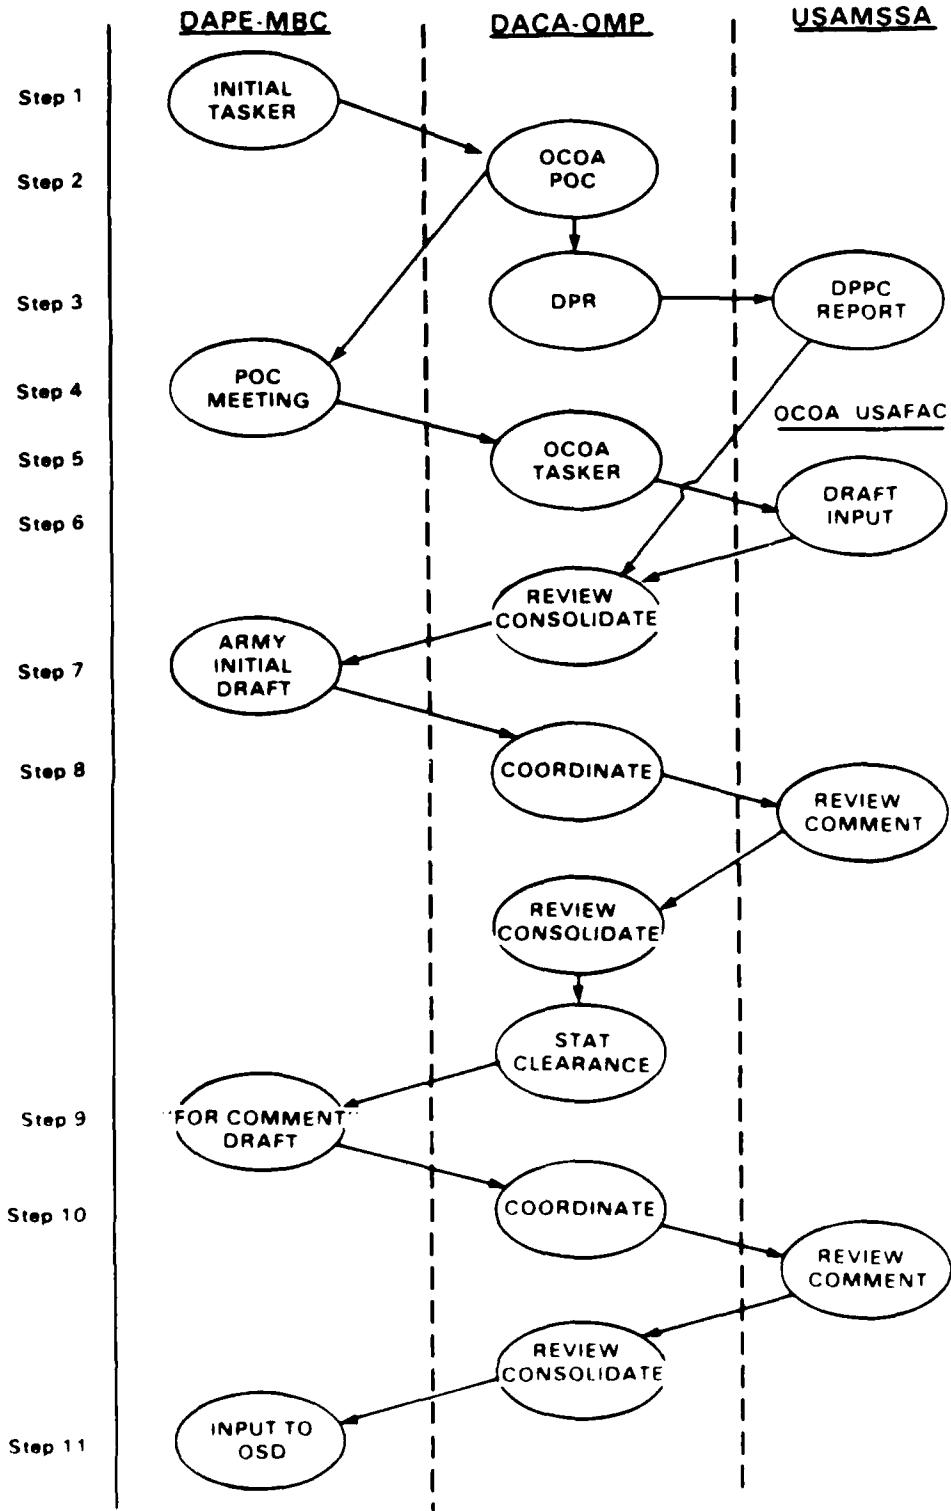 DAPE-MBC
DACA-OMP
USAMSSA
Step 1
INITIAL
TASKER
Step 2
OCOA
POC
Step 3
DPR
DPPC
REPORT
Step 4
POC
MEETING
OCOA USAFAC
Step 5
OCOA
TASKER
Step 6
DRAFT
INPUT
REVIEW
CONSOLIDATE
Step 7
ARMY
INITIAL
DRAFT
Step 8
COORDINATE
REVIEW
COMMENT
REVIEW
CONSOLIDATE
STAT
CLEARANCE
Step 9
"FOR COMMENT"
DRAFT
Step 10
COORDINATE
REVIEW
COMMENT
REVIEW
CONSOLIDATE
Step 11
INPUT TO
OSD